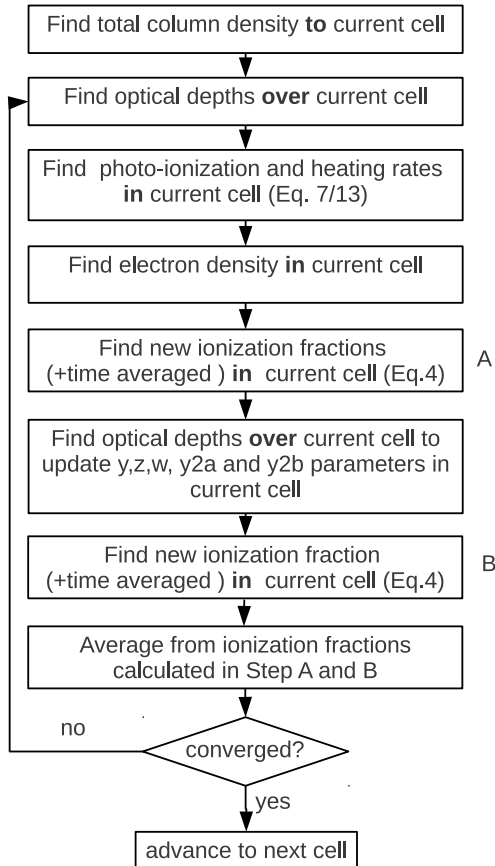 Find total column density to current cell
Find optical depths over current cell
Find photo-ionization and heating rates
in current cell (Eq. 7/13)
Find electron density in current cell
Find new ionization fractions
(+time averaged ) in current cell (Eq.4)
A
Find optical depths over current cell to
update y,z,w, y2a and y2b parameters in
current cell
Find new ionization fraction
(+time averaged ) in current cell (Eq.4)
B
Average from ionization fractions
calculated in Step A and B
no
converged?
yes
advance to next cell